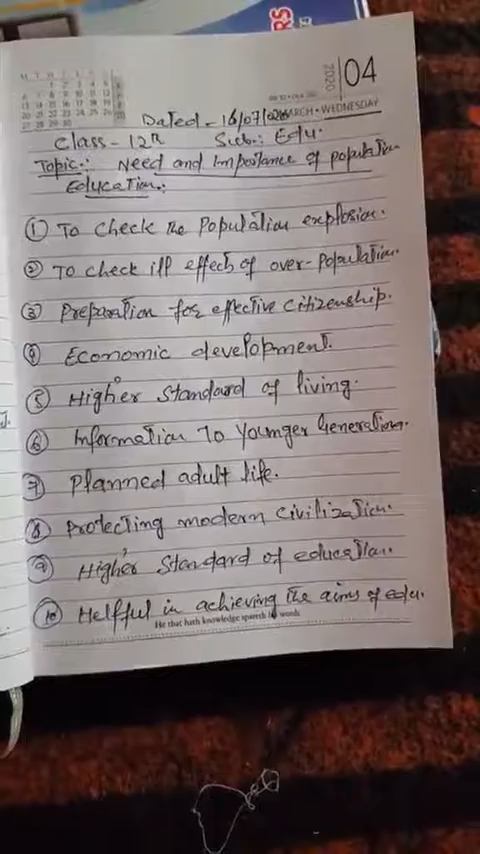 RS
04
2020
MARCH • WEDNESDAY
Dated - 16/07/020
Class - 12th Sub:. Edu.
Topic:. Need and Importance of population
Education:
① To check the Population explosion.
② To check ill effect of over-population.
③ Preparation for effective citizenship.
④ Economic development.
⑤ Higher Standard of living.
⑥ Information To Younger Generation.
⑦ Planned adult life.
⑧ Protecting modern civilization.
⑨ Higher Standard of education.
⑩ Helpful in achieving the aims of edu.
He that hath knowledge spareth his words